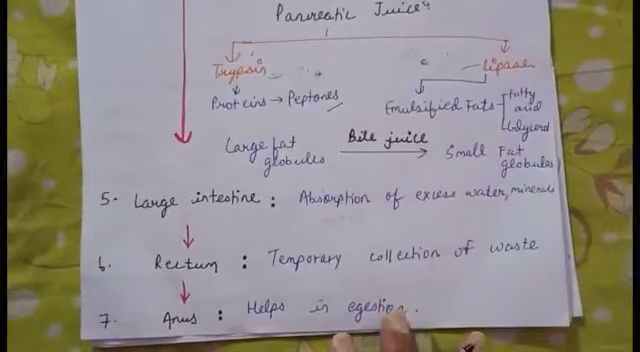 Pancreatic Juice
Trypsin
Lipase
Proteins → Peptones
Emulsified Fats
Fatty
and
Glycerol
Large fat
globules
Bile juice
Small Fat
globules
5. Large intestine : Absorption of excess water, minerals
6. Rectum : Temporary collection of waste
7. Anus : Helps in egestion.